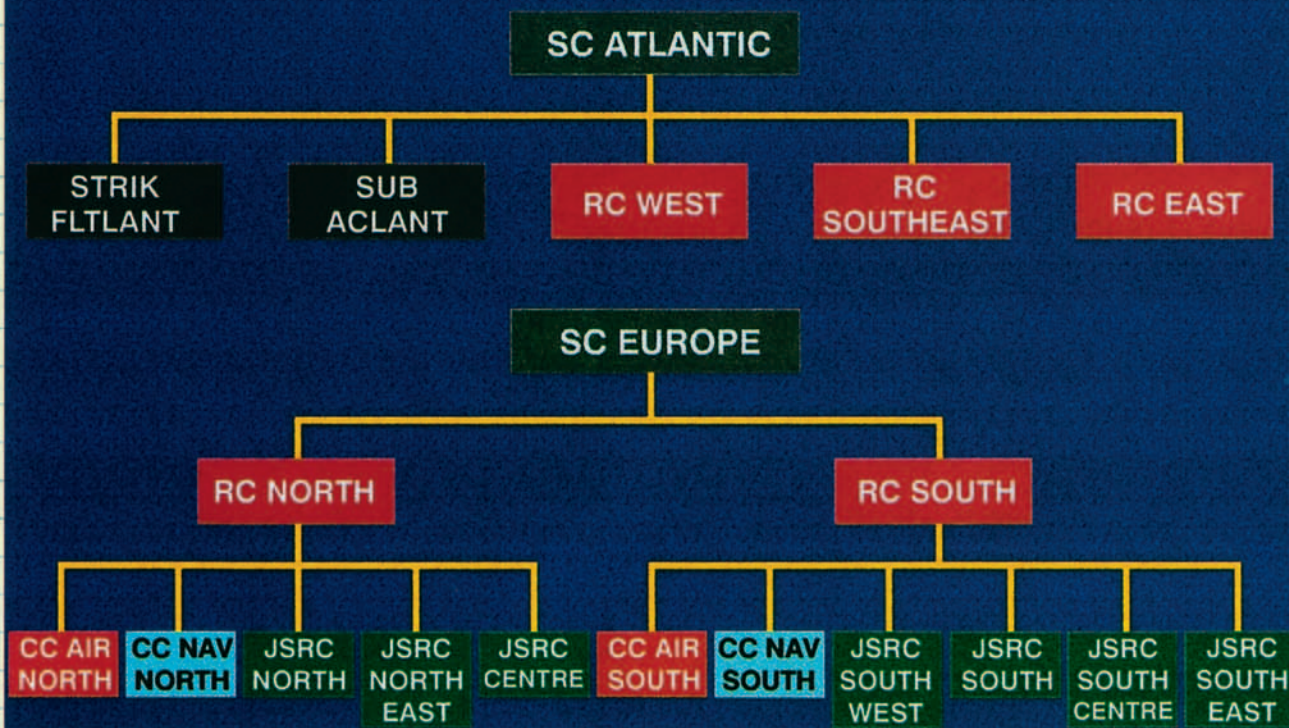 SC ATLANTIC
STRIK
FLTLANT
SUB
ACLANT
RC WEST
RC
SOUTHEAST
RC EAST
SC EUROPE
RC NORTH
RC SOUTH
CC AIR
NORTH
CC NAV
NORTH
JSRC
NORTH
JSRC
NORTH
EAST
JSRC
CENTRE
CC AIR
SOUTH
CC NAV
SOUTH
JSRC
SOUTH
WEST
JSRC
SOUTH
JSRC
SOUTH
CENTRE
JSRC
SOUTH
EAST